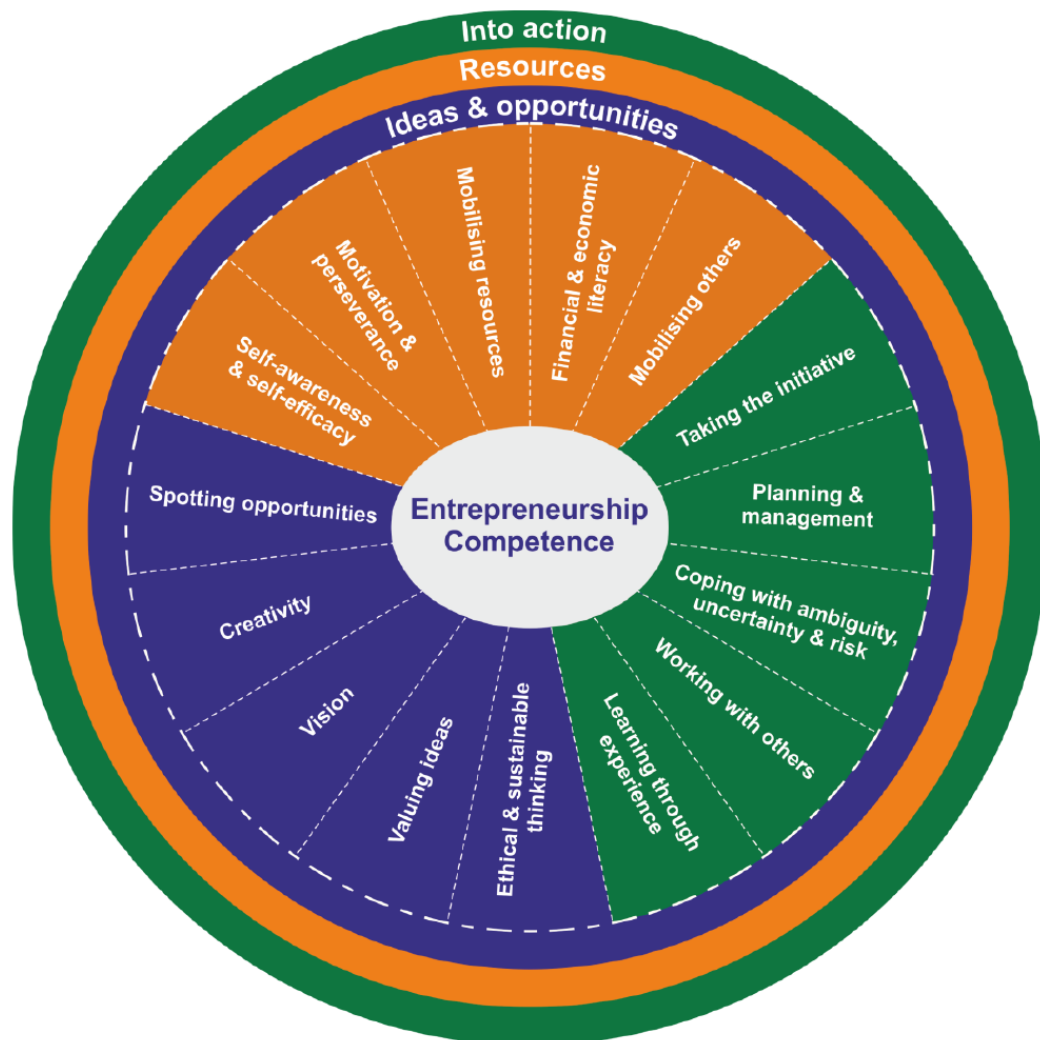 Into action
Resources
Ideas & opportunities
Self-awareness
& self-efficacy
Motivation &
perseverance
Mobilising resources
Financial & economic
literacy
Mobilising others
Taking the initiative
Planning &
management
Coping with ambiguity,
uncertainty & risk
Working with others
Learning through
experience
Ethical & sustainable
thinking
Valuing ideas
Vision
Creativity
Spotting opportunities
Entrepreneurship
Competence